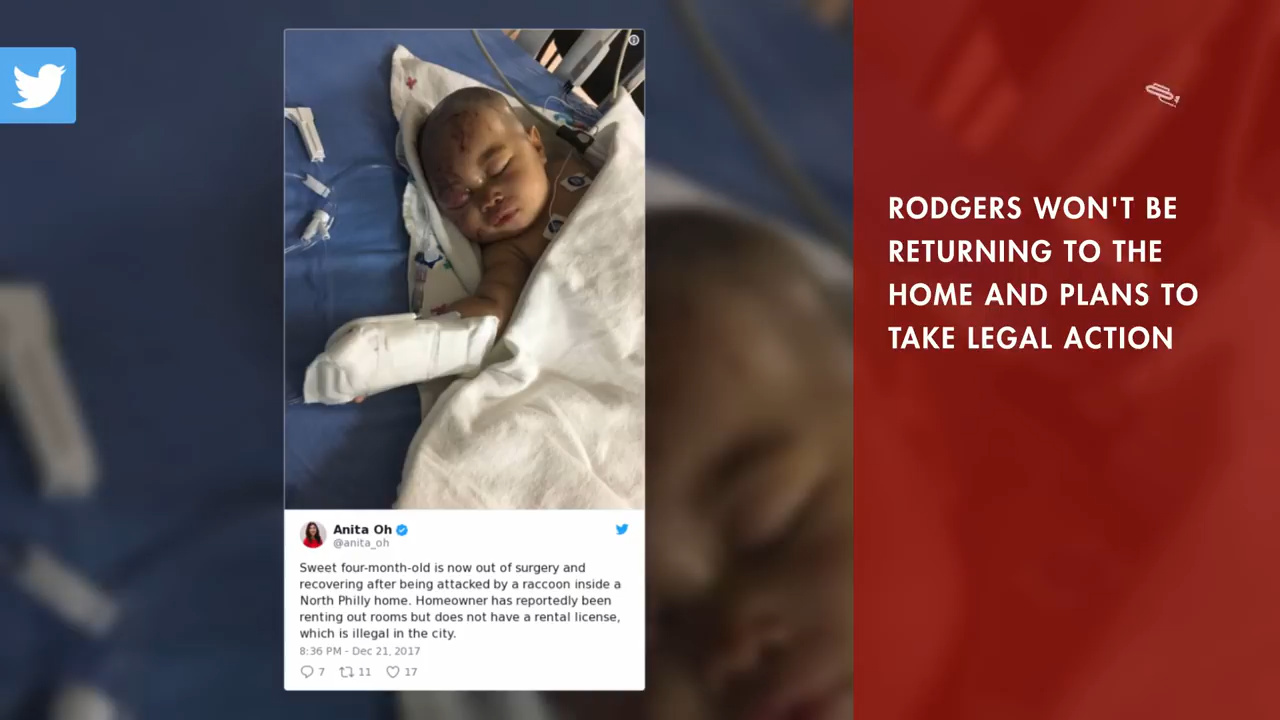 RODGERS WON'T BE
RETURNING TO THE
HOME AND PLANS TO
TAKE LEGAL ACTION
Anita Oh
@anita_oh
Sweet four-month-old is now out of surgery and
recovering after being attacked by a raccoon inside a
North Philly home. Homeowner has reportedly been
renting out rooms but does not have a rental license,
which is illegal in the city.
8:36 PM - Dec 21, 2017
7 11 17